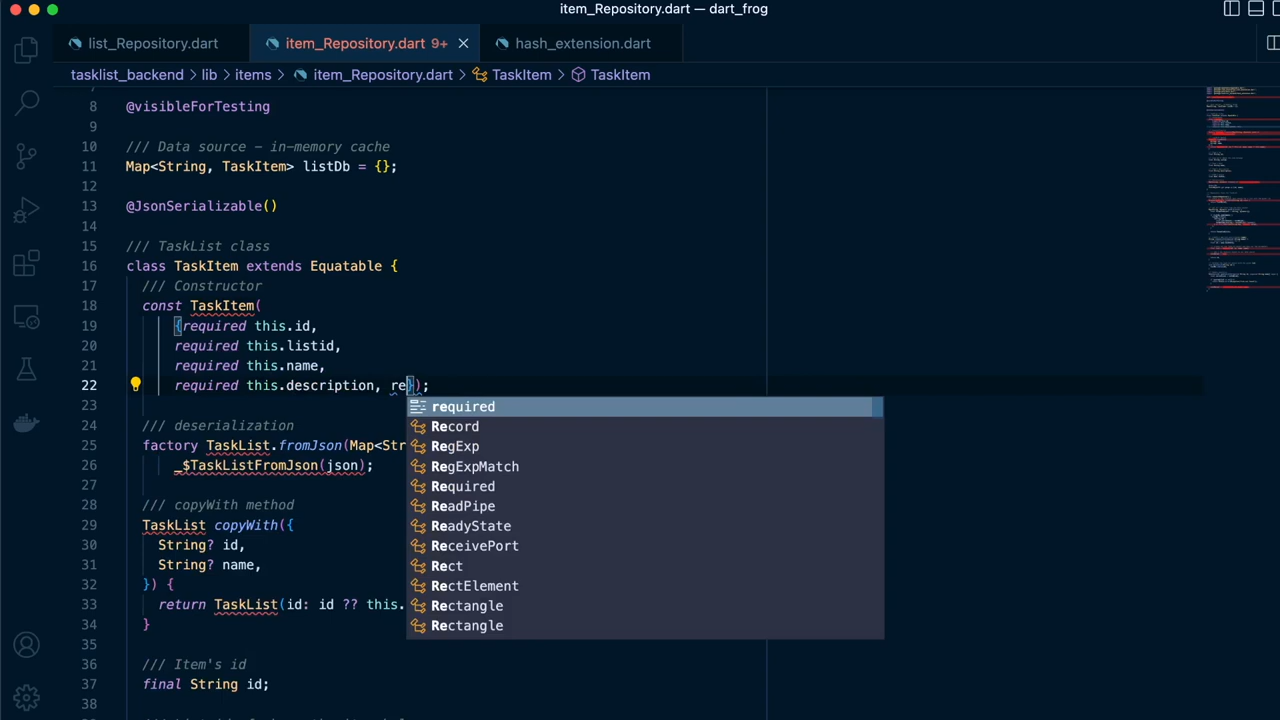 item_Repository.dart — dart_frog
list_Repository.dart
item_Repository.dart 9+
hash_extension.dart
tasklist_backend > lib > items > item_Repository.dart > TaskItem > TaskItem
8 @visibleForTesting
9
10 /// Data source – in-memory cache
11 Map<String, TaskItem> listDb = {};
12
13 @JsonSerializable()
14
15 /// TaskList class
16 class TaskItem extends Equatable {
17 /// Constructor
18 const TaskItem(
19 {required this.id,
20 required this.listid,
21 required this.name,
22 required this.description, re});
23
24 /// deserialization
25 factory TaskList.fromJson(Map<Str
26 _$TaskListFromJson(json);
27
28 /// copyWith method
29 TaskList copyWith({
30 String? id,
31 String? name,
32 }) {
33 return TaskList(id: id ?? this.
34 }
35
36 /// Item's id
37 final String id;
38
required
Record
RegExp
RegExpMatch
Required
ReadPipe
ReadyState
ReceivePort
Rect
RectElement
Rectangle
Rectangle